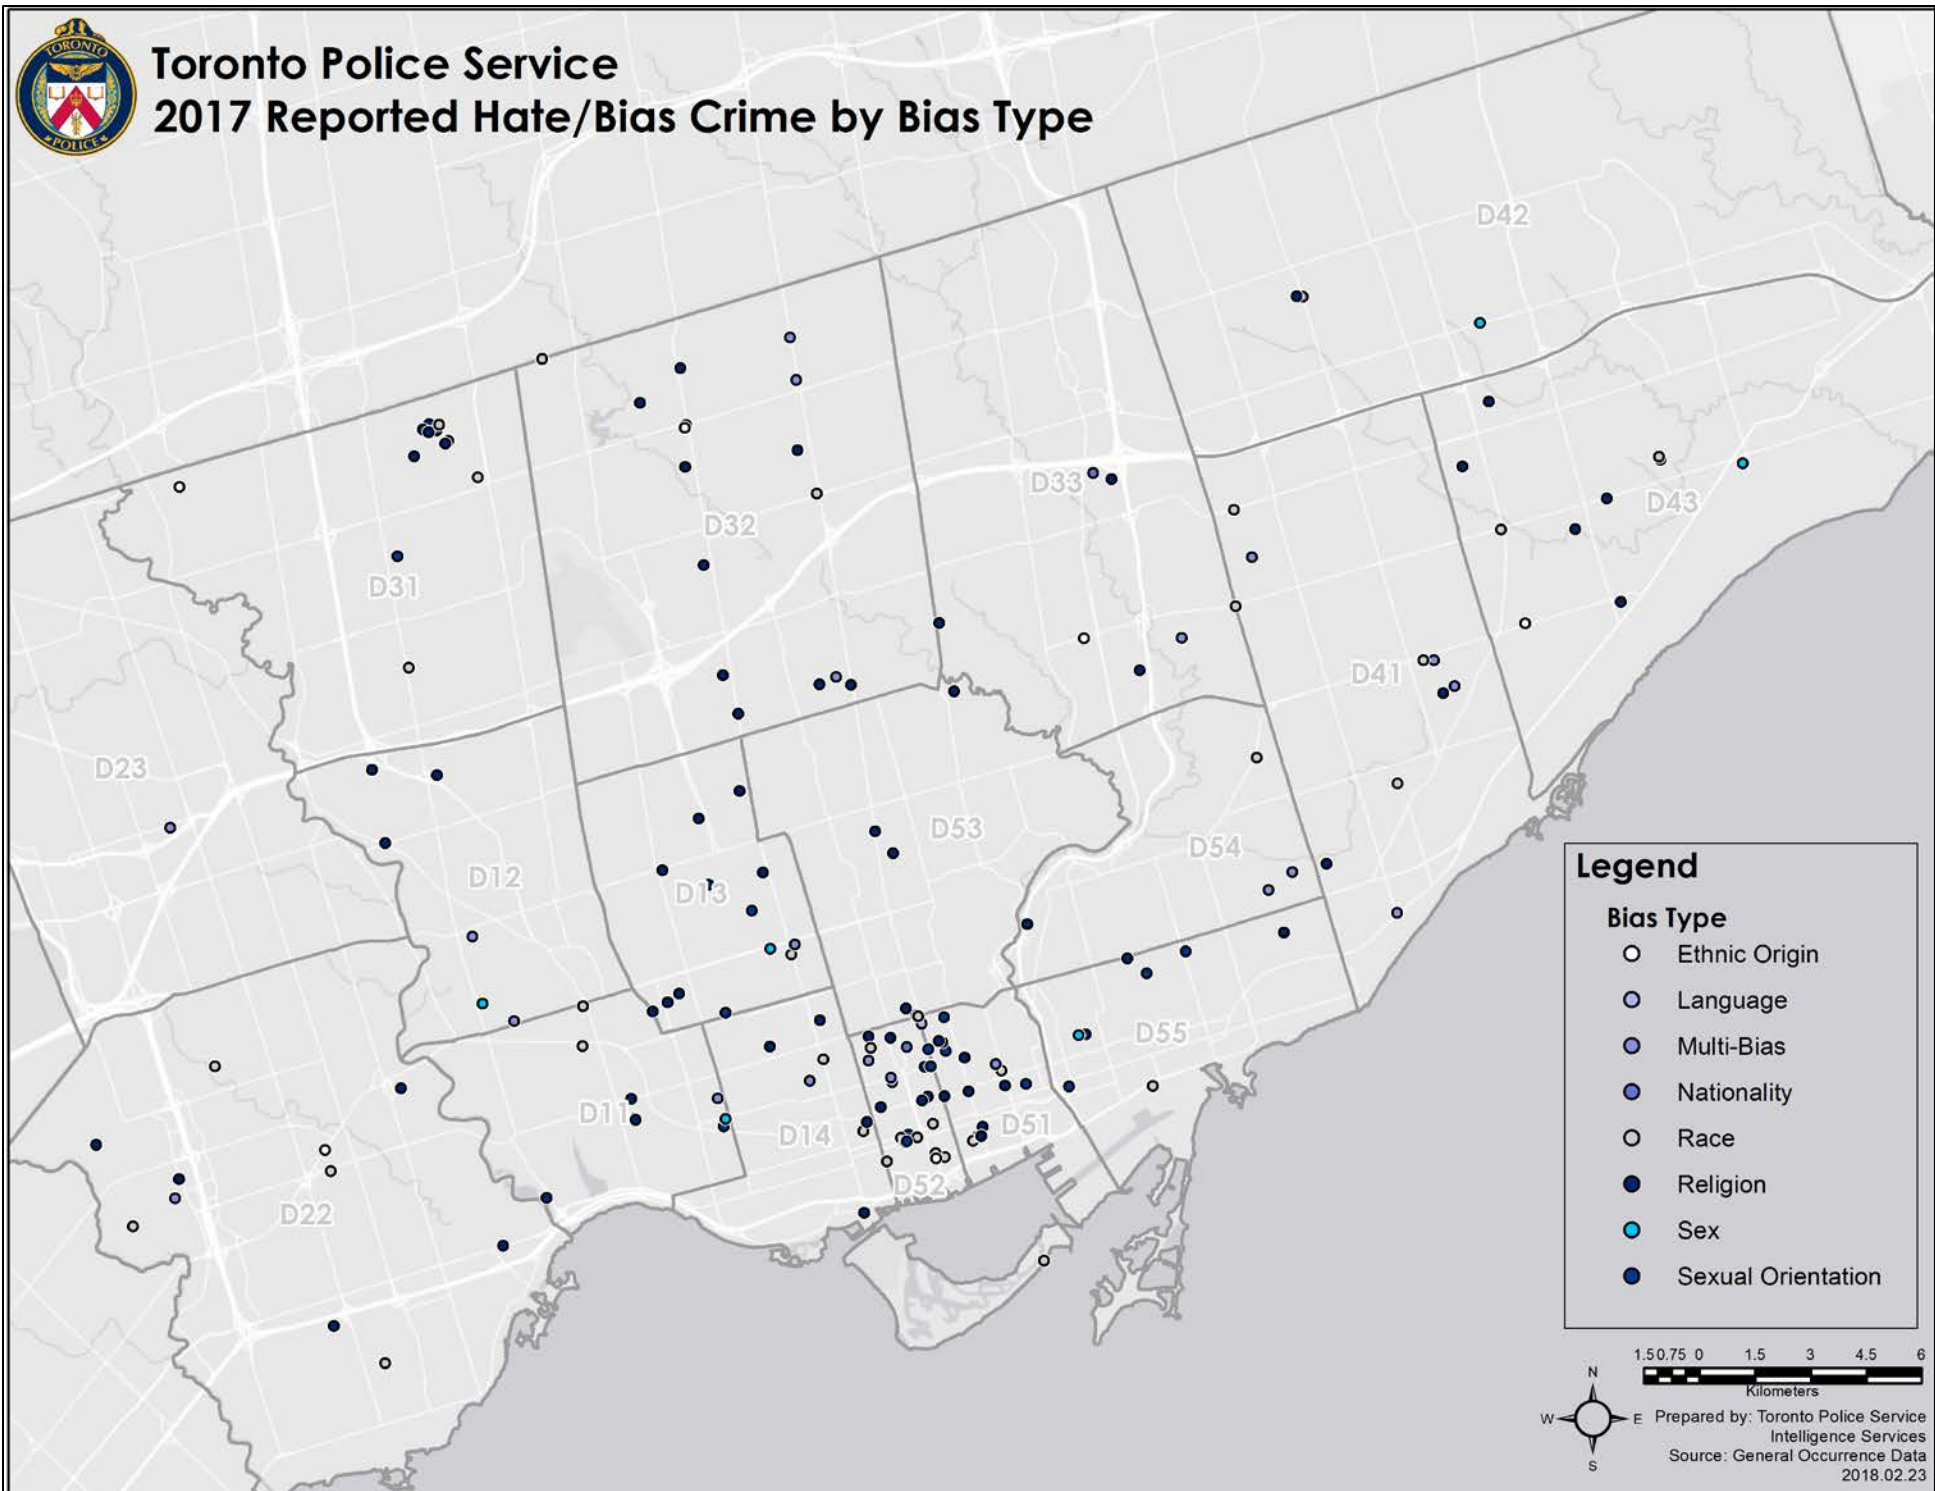 TORONTO
POLICE
Toronto Police Service
2017 Reported Hate/Bias Crime by Bias Type
D42
D33
D43
D32
D31
D41
D23
D53
D54
D12
D13
D55
D11
D14
D51
D52
D22
Legend
Bias Type
Ethnic Origin
Language
Multi-Bias
Nationality
Race
Religion
Sex
Sexual Orientation
1.5 0.75 0 1.5 3 4.5 6
Kilometers
N
W E
S
Prepared by: Toronto Police Service
Intelligence Services
Source: General Occurrence Data
2018.02.23